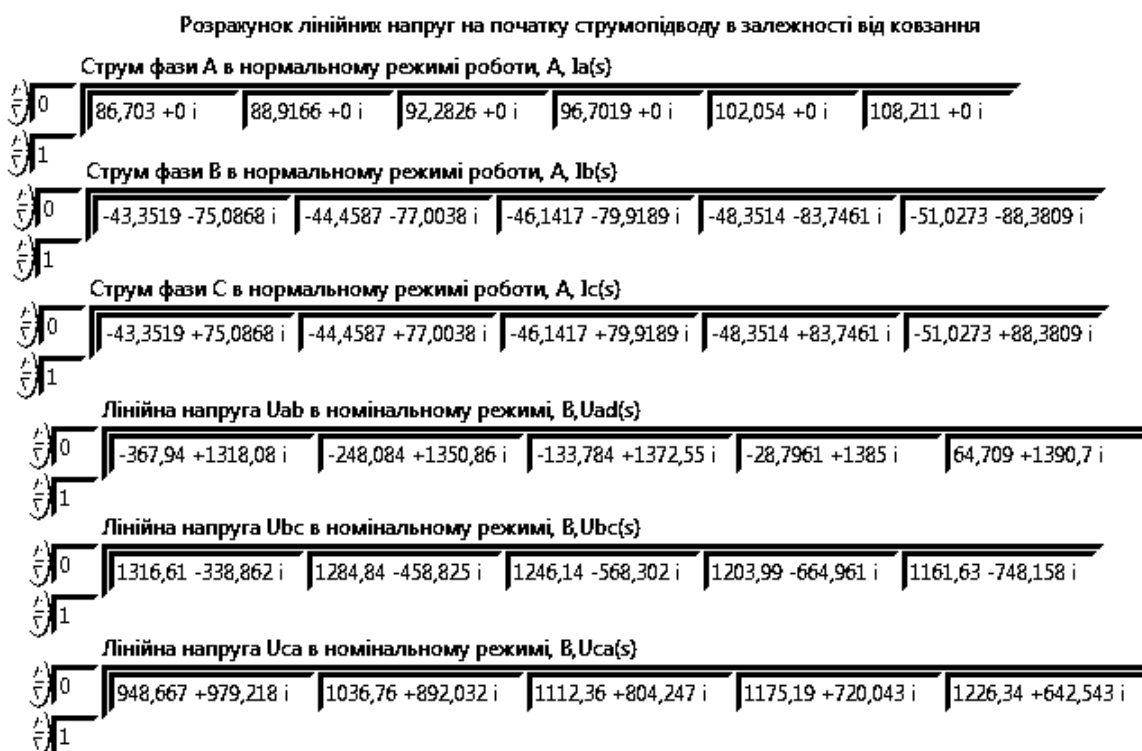 Розрахунок лінійних напруг на початку струмопідводу в залежності від ковзання
Струм фази А в нормальному режимі роботи, А, Ia(s)
0 86,703 +0 i 88,9166 +0 i 92,2826 +0 i 96,7019 +0 i 102,054 +0 i 108,211 +0 i
1
Струм фази В в нормальному режимі роботи, А, Ib(s)
0 -43,3519 -75,0868 i -44,4587 -77,0038 i -46,1417 -79,9189 i -48,3514 -83,7461 i -51,0273 -88,3809 i
1
Струм фази С в нормальному режимі роботи, А, Ic(s)
0 -43,3519 +75,0868 i -44,4587 +77,0038 i -46,1417 +79,9189 i -48,3514 +83,7461 i -51,0273 +88,3809 i
1
Лінійна напруга Uab в номінальному режимі, В,Uad(s)
0 -367,94 +1318,08 i -248,084 +1350,86 i -133,784 +1372,55 i -28,7961 +1385 i 64,709 +1390,7 i
1
Лінійна напруга Ubc в номінальному режимі, В,Ubc(s)
0 1316,61 -338,862 i 1284,84 -458,825 i 1246,14 -568,302 i 1203,99 -664,961 i 1161,63 -748,158 i
1
Лінійна напруга Uca в номінальному режимі, В,Uca(s)
0 948,667 +979,218 i 1036,76 +892,032 i 1112,36 +804,247 i 1175,19 +720,043 i 1226,34 +642,543 i
1